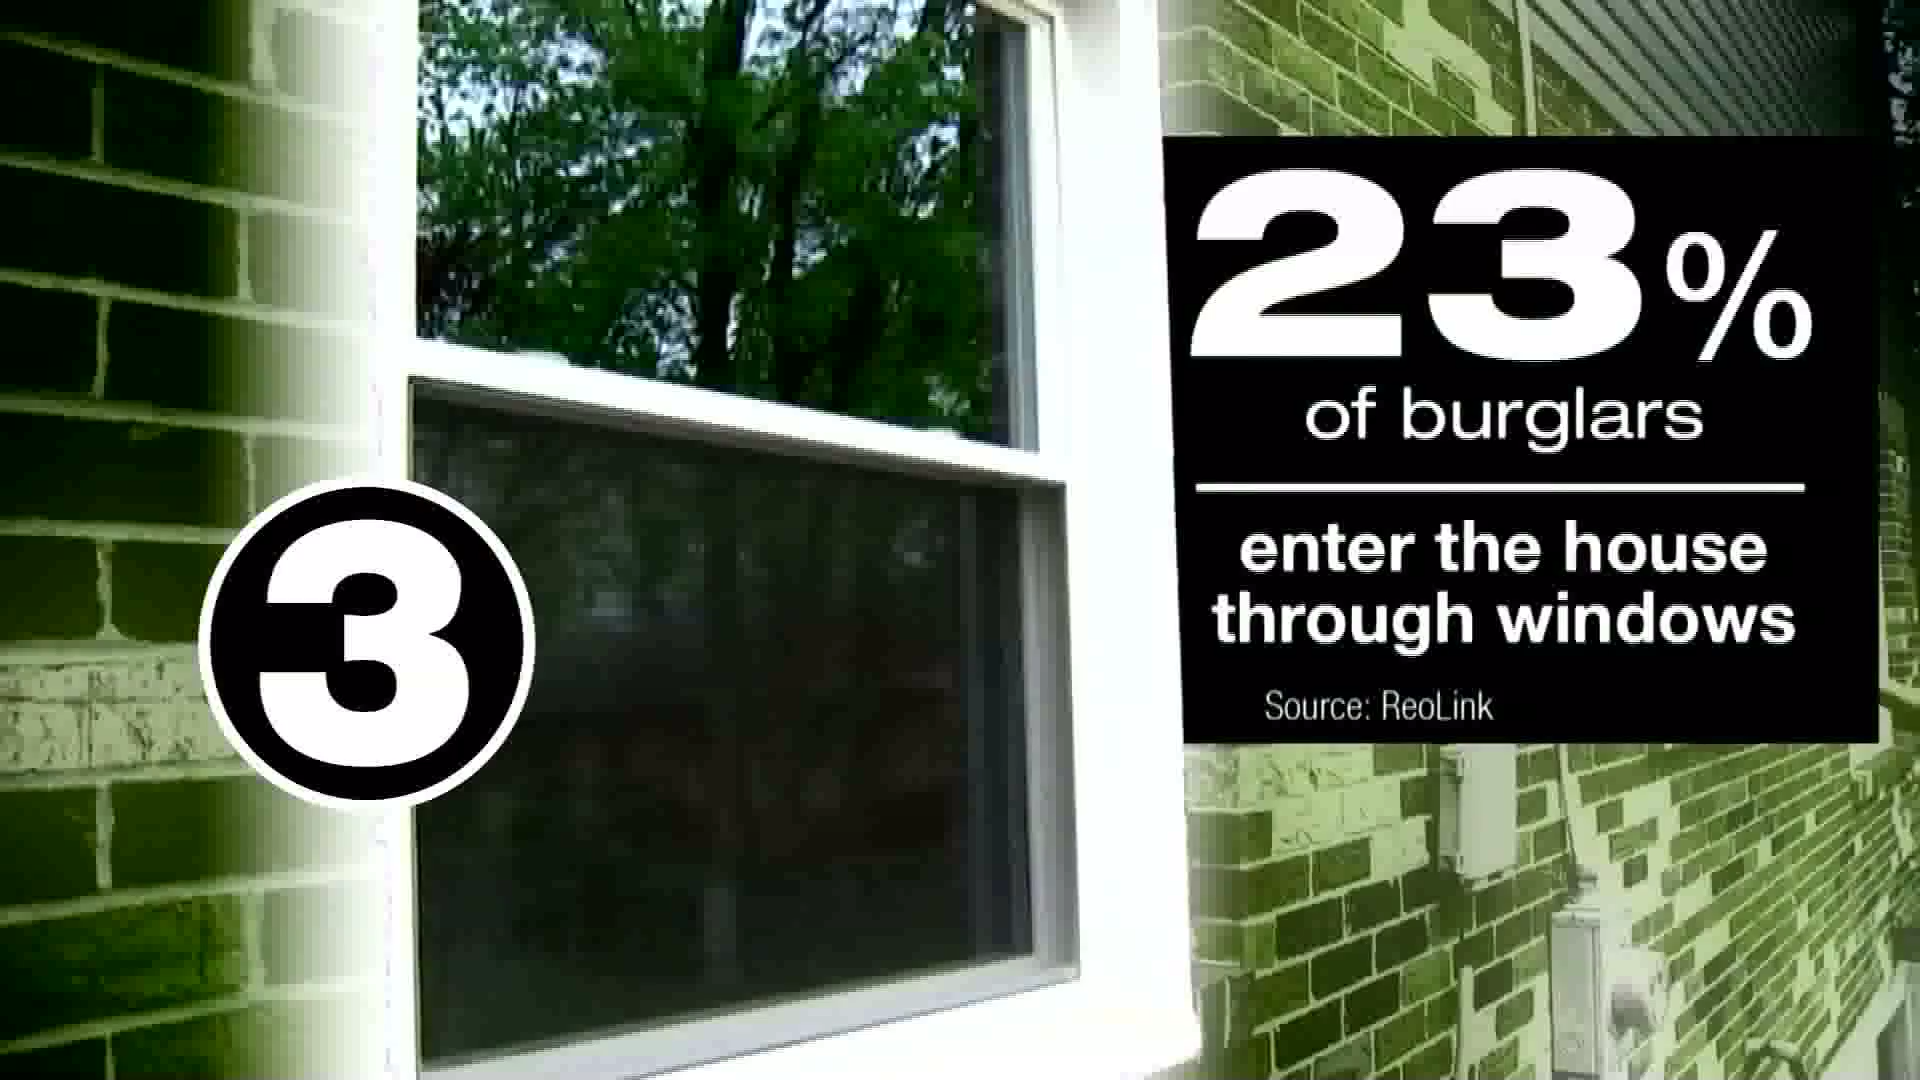 3
23%
of burglars
enter the house
through windows
Source: ReoLink